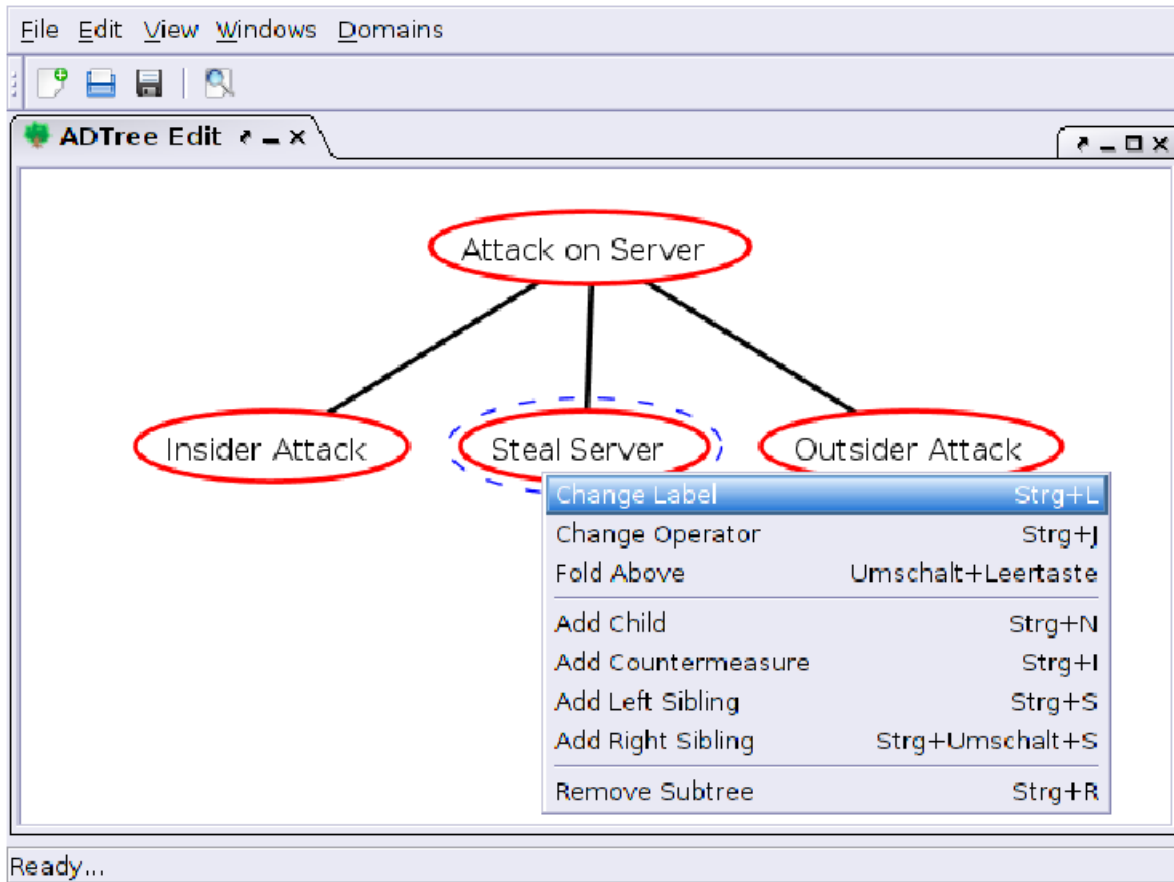 File Edit View Windows Domains
ADTree Edit
Attack on Server
Insider Attack Steal Server Outsider Attack
Change Label Strg+L
Change Operator Strg+J
Fold Above Umschalt+Leertaste
Add Child Strg+N
Add Countermeasure Strg+I
Add Left Sibling Strg+S
Add Right Sibling Strg+Umschalt+S
Remove Subtree Strg+R
Ready...